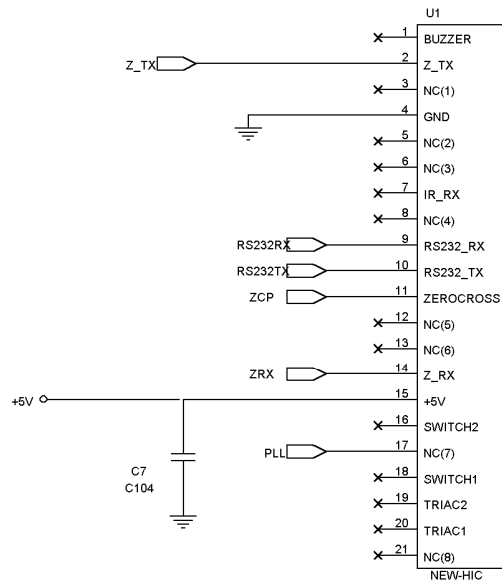 U1
1 BUZZER
Z_TX 2 Z_TX
3 NC(1)
4 GND
5 NC(2)
6 NC(3)
7 IR_RX
8 NC(4)
RS232RX 9 RS232_RX
RS232TX 10 RS232_TX
ZCP 11 ZEROCROSS
12 NC(5)
13 NC(6)
ZRX 14 Z_RX
+5V 15 +5V
16 SWITCH2
PLL 17 NC(7)
C7
18 SWITCH1
C104
19 TRIAC2
20 TRIAC1
21 NC(8)
NEW-HIC